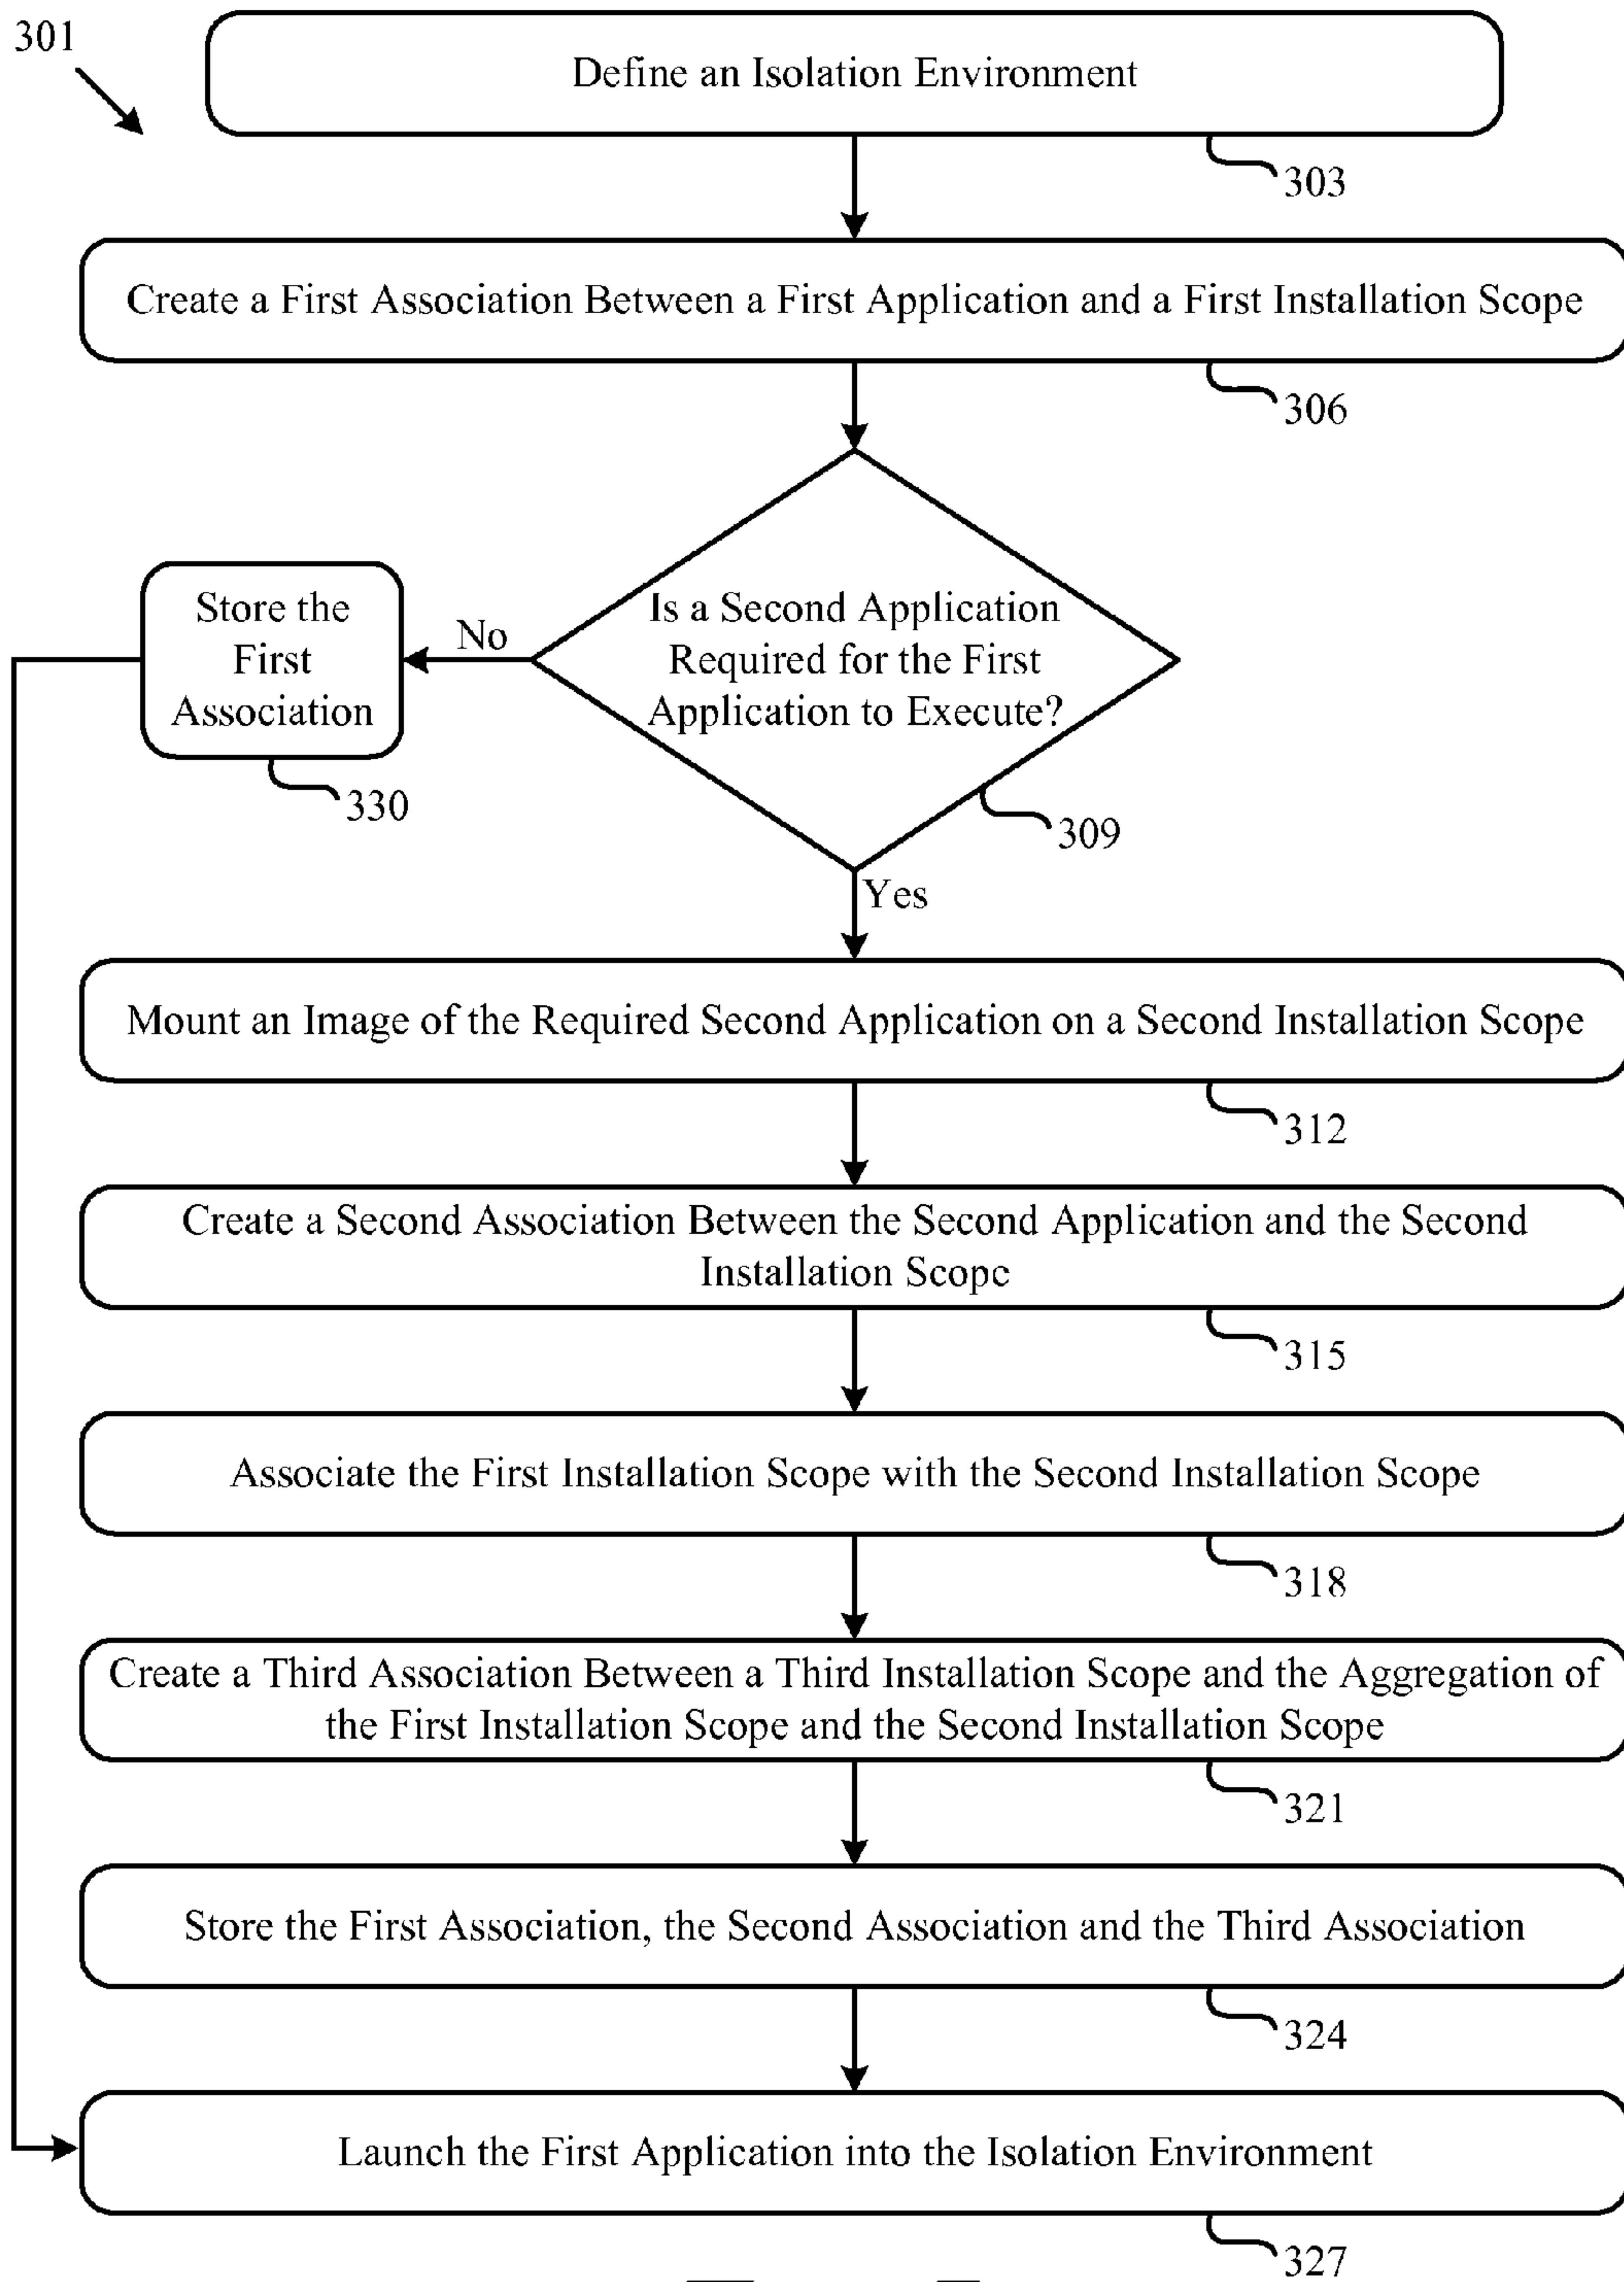 301
Define an Isolation Environment
303
Create a First Association Between a First Application and a First Installation Scope
306
Is a Second Application
Required for the First
Application to Execute?
309
No
Store the
First
Association
330
Yes
Mount an Image of the Required Second Application on a Second Installation Scope
312
Create a Second Association Between the Second Application and the Second
Installation Scope
315
Associate the First Installation Scope with the Second Installation Scope
318
Create a Third Association Between a Third Installation Scope and the Aggregation of
the First Installation Scope and the Second Installation Scope
321
Store the First Association, the Second Association and the Third Association
324
Launch the First Application into the Isolation Environment
327